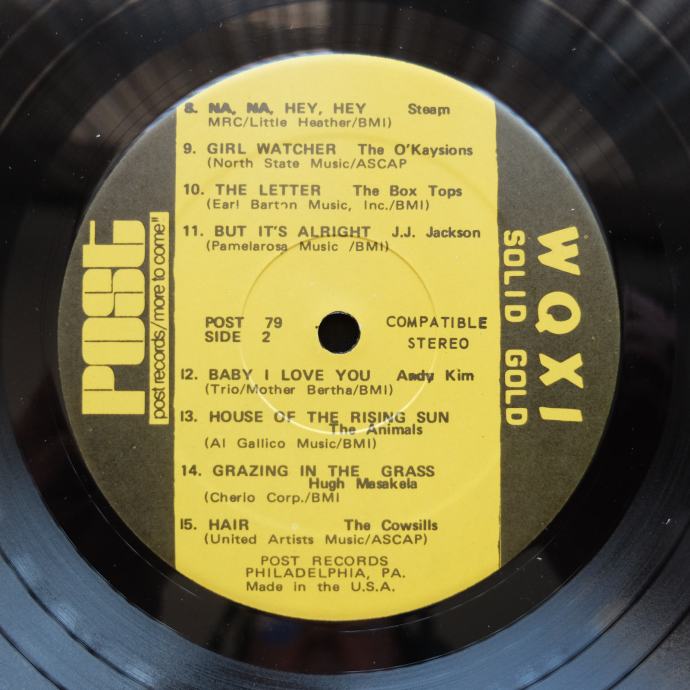 8. NA, NA, HEY, HEY Steam
MRC/Little Heather/BMI)
9. GIRL WATCHER The O'Kaysions
(North State Music/ASCAP
10. THE LETTER The Box Tops
(Earl Barton Music, Inc./BMI)
11. BUT IT'S ALRIGHT J.J. Jackson
(Pamelarosa Music /BMI)
POST 79
SIDE 2
COMPATIBLE
STEREO
12. BABY I LOVE YOU Andy Kim
(Trio/Mother Bertha/BMI)
13. HOUSE OF THE RISING SUN
The Animals
(Al Gallico Music/BMI)
14. GRAZING IN THE GRASS
Hugh Masakela
(Cherio Corp./BMI
15. HAIR The Cowsills
(United Artists Music/ASCAP)
POST RECORDS
PHILADELPHIA, PA.
Made in the U.S.A.
POST
post records/more to come"
WQXI
SOLID GOLD